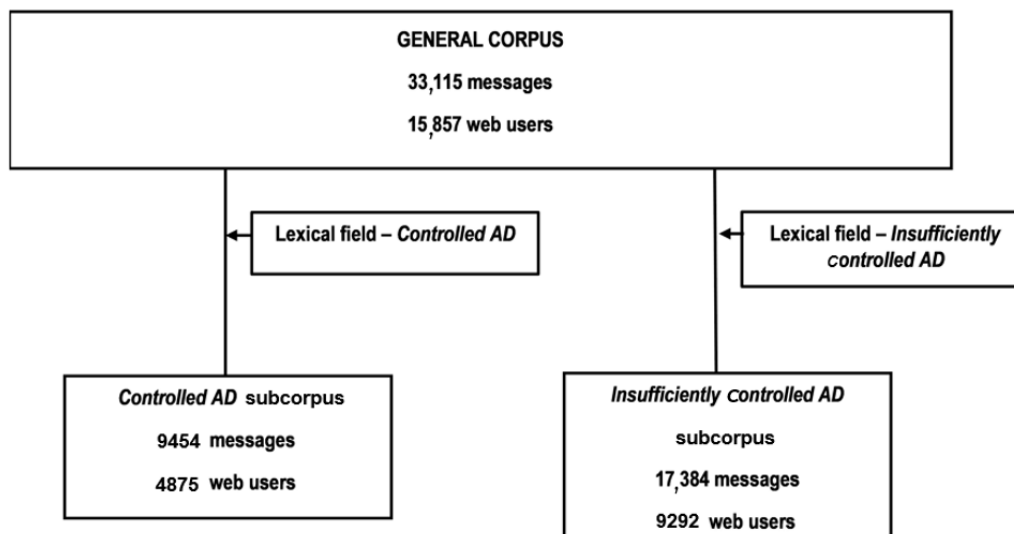 GENERAL CORPUS
33,115 messages
15,857 web users
Lexical field – Controlled AD
Lexical field – Insufficiently
controlled AD
Controlled AD subcorpus
9454 messages
4875 web users
Insufficiently controlled AD
subcorpus
17,384 messages
9292 web users